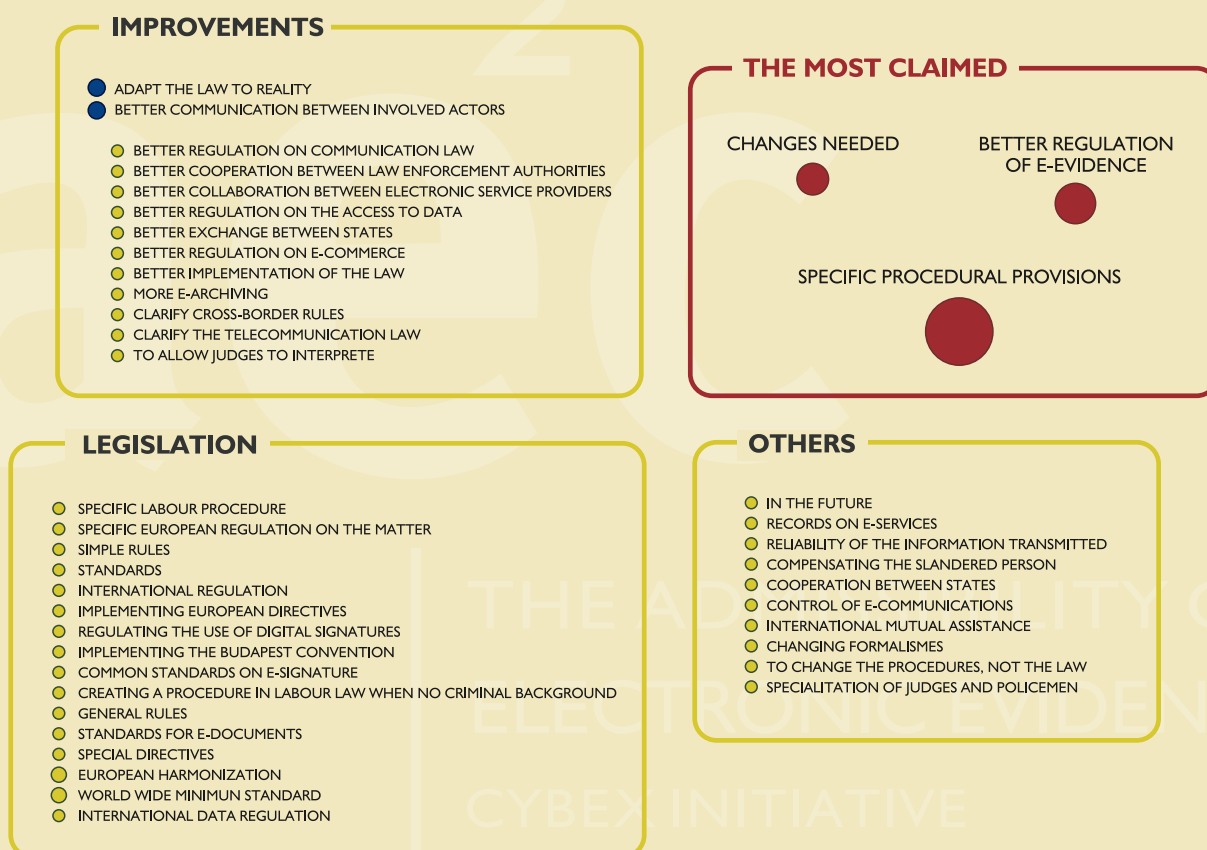 IMPROVEMENTS
ADAPT THE LAW TO REALITY
BETTER COMMUNICATION BETWEEN INVOLVED ACTORS
BETTER REGULATION ON COMMUNICATION LAW
BETTER COOPERATION BETWEEN LAW ENFORCEMENT AUTHORITIES
BETTER COLLABORATION BETWEEN ELECTRONIC SERVICE PROVIDERS
BETTER REGULATION ON THE ACCESS TO DATA
BETTER EXCHANGE BETWEEN STATES
BETTER REGULATION ON E-COMMERCE
BETTER IMPLEMENTATION OF THE LAW
MORE E-ARCHIVING
CLARIFY CROSS-BORDER RULES
CLARIFY THE TELECOMMUNICATION LAW
TO ALLOW JUDGES TO INTERPRETE
THE MOST CLAIMED
CHANGES NEEDED
BETTER REGULATION
OF E-EVIDENCE
SPECIFIC PROCEDURAL PROVISIONS
LEGISLATION
SPECIFIC LABOUR PROCEDURE
SPECIFIC EUROPEAN REGULATION ON THE MATTER
SIMPLE RULES
STANDARDS
INTERNATIONAL REGULATION
IMPLEMENTING EUROPEAN DIRECTIVES
REGULATING THE USE OF DIGITAL SIGNATURES
IMPLEMENTING THE BUDAPEST CONVENTION
COMMON STANDARDS ON E-SIGNATURE
CREATING A PROCEDURE IN LABOUR LAW WHEN NO CRIMINAL BACKGROUND
GENERAL RULES
STANDARDS FOR E-DOCUMENTS
SPECIAL DIRECTIVES
EUROPEAN HARMONIZATION
WORLD WIDE MINIMUN STANDARD
INTERNATIONAL DATA REGULATION
OTHERS
IN THE FUTURE
RECORDS ON E-SERVICES
RELIABILITY OF THE INFORMATION TRANSMITTED
COMPENSATING THE SLANDERED PERSON
COOPERATION BETWEEN STATES
CONTROL OF E-COMMUNICATIONS
INTERNATIONAL MUTUAL ASSISTANCE
CHANGING FORMALISMES
TO CHANGE THE PROCEDURES, NOT THE LAW
SPECIALITATION OF JUDGES AND POLICEMEN
aec
2
THE
ELECTRONIC
CYBEX INITIATIVE